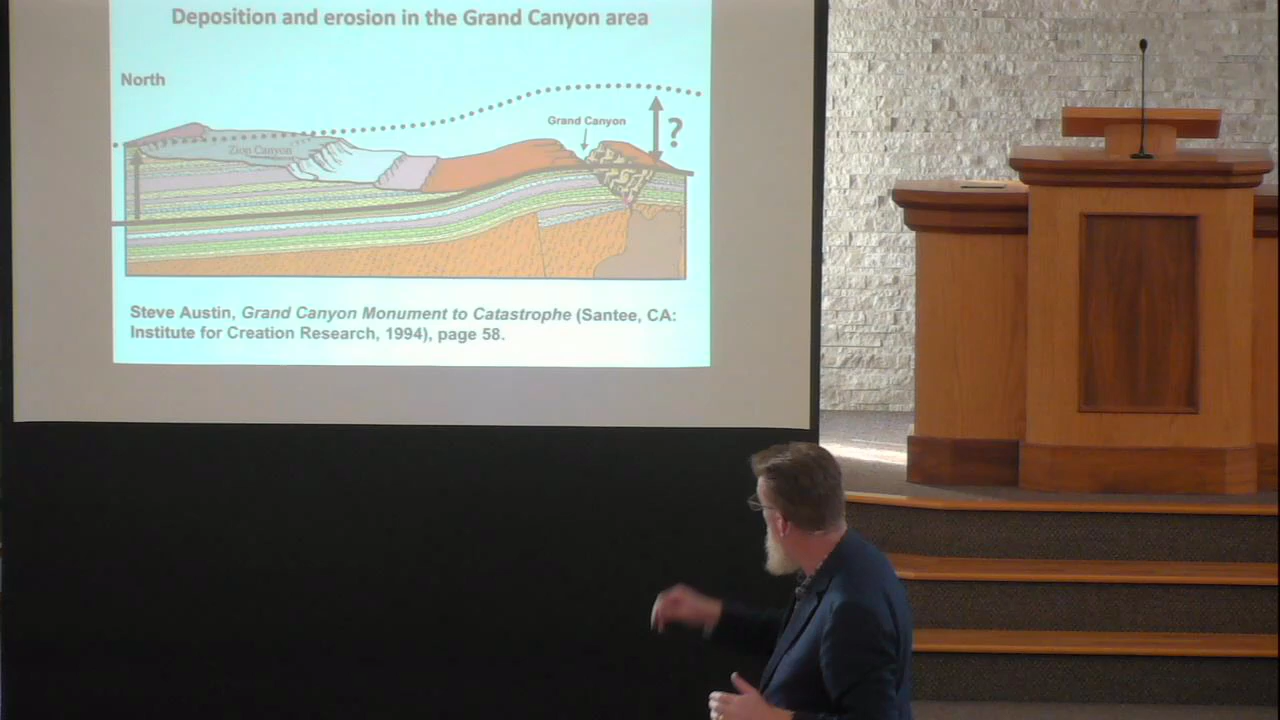 Deposition and erosion in the Grand Canyon area
North
Grand Canyon
?
Zion Canyon
Steve Austin, Grand Canyon Monument to Catastrophe (Santee, CA:
Institute for Creation Research, 1994), page 58.